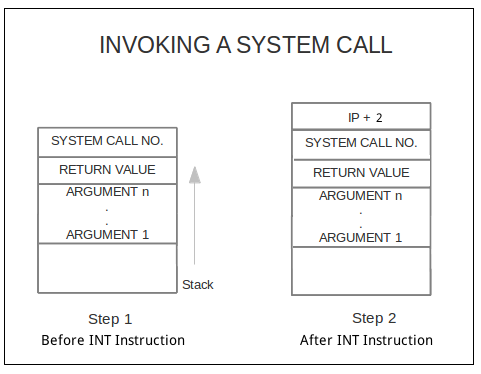 INVOKING A SYSTEM CALL
SYSTEM CALL NO.
RETURN VALUE
ARGUMENT n
.
.
ARGUMENT 1
Stack
Step 1
Before INT Instruction
IP + 2
SYSTEM CALL NO.
RETURN VALUE
ARGUMENT n
.
.
ARGUMENT 1
Step 2
After INT Instruction